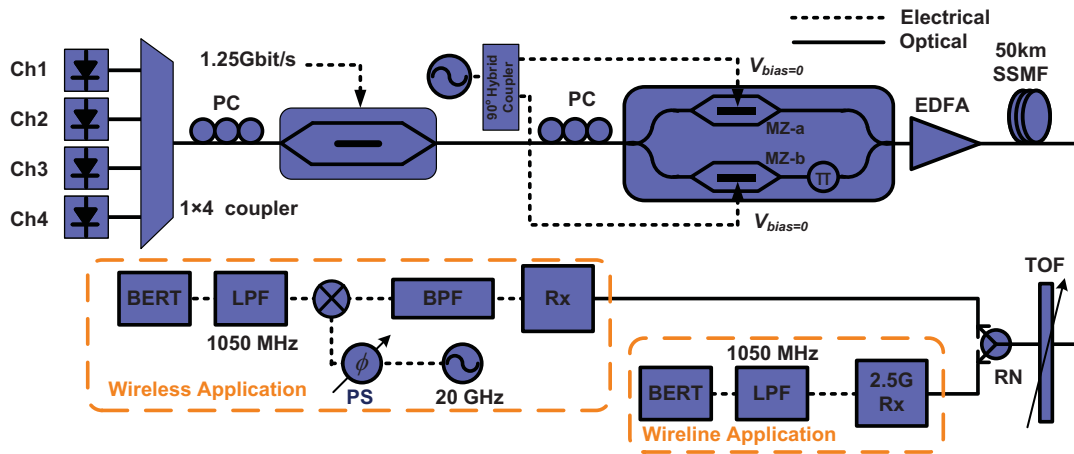 Electrical
Optical
Ch1
Ch2
Ch3
Ch4
1×4 coupler
PC
1.25Gbit/s
90° Hybrid
Coupler
PC
V_bias=0
MZ-a
MZ-b
π
V_bias=0
EDFA
50km
SSMF
BERT
LPF
1050 MHz
BPF
Rx
ϕ
PS
20 GHz
Wireless Application
1050 MHz
BERT
LPF
2.5G
Rx
Wireline Application
RN
TOF